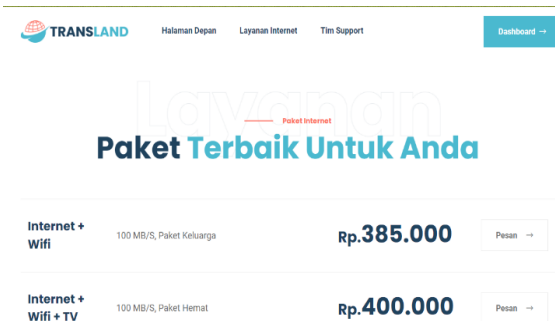 TRANSLAND
Halaman Depan
Layanan Internet
Tim Support
Dashboard →
Layanan
Paket Internet
Paket Terbaik Untuk Anda
Internet +
Wifi
100 MB/S, Paket Keluarga
Rp.385.000
Pesan →
Internet +
Wifi + TV
100 MB/S, Paket Hemat
Rp.400.000
Pesan →